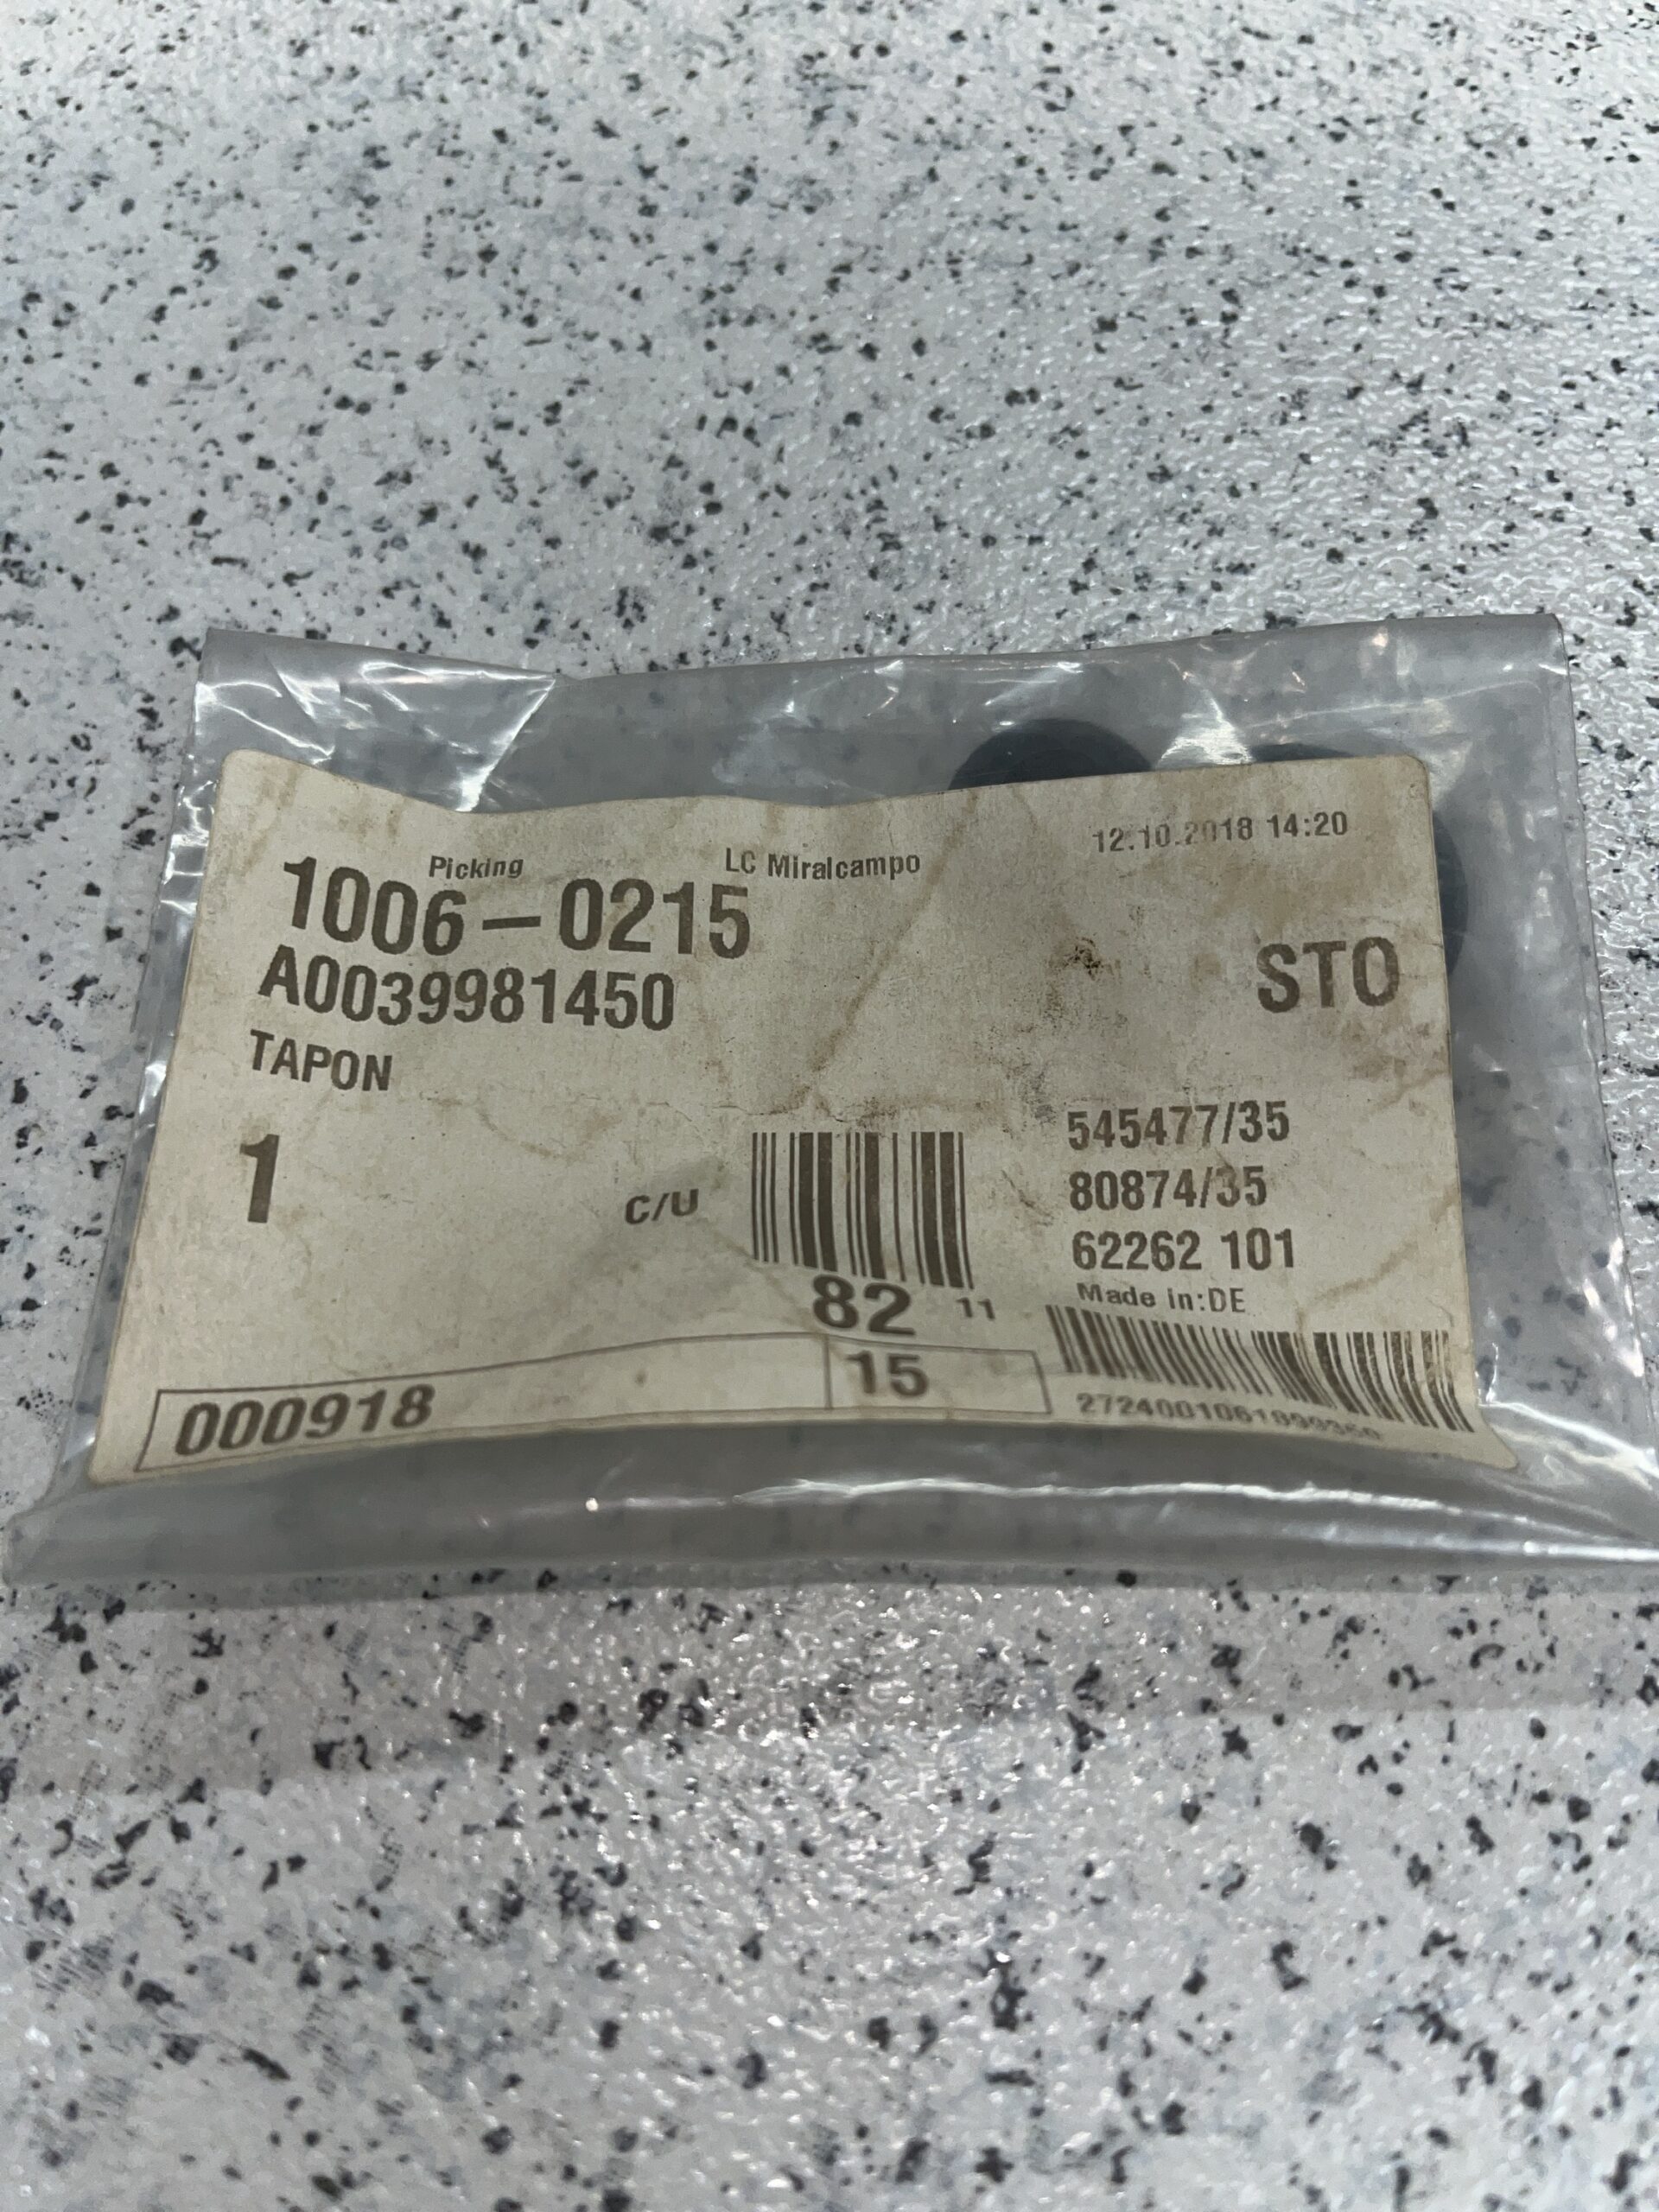 12.10.2018 14:20
Picking LC Miralcampo
1006-0215
A0039981450
STO
TAPON
1
C/U
545477/35
80874/35
62262 101
Made in:DE
82 11
000918 15